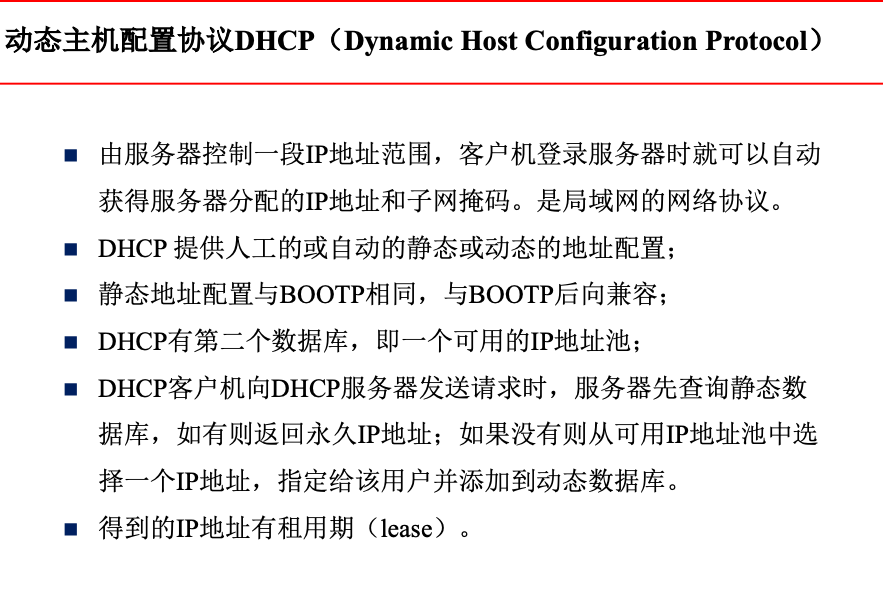 动态主机配置协议DHCP（Dynamic Host Configuration Protocol）
由服务器控制一段IP地址范围，客户机登录服务器时就可以自动
获得服务器分配的IP地址和子网掩码。是局域网的网络协议。
DHCP 提供人工的或自动的静态或动态的地址配置；
静态地址配置与BOOTP相同，与BOOTP后向兼容；
DHCP有第二个数据库，即一个可用的IP地址池；
DHCP客户机向DHCP服务器发送请求时，服务器先查询静态数
据库，如有则返回永久IP地址；如果没有则从可用IP地址池中选
择一个IP地址，指定给该用户并添加到动态数据库。
得到的IP地址有租用期（lease）。